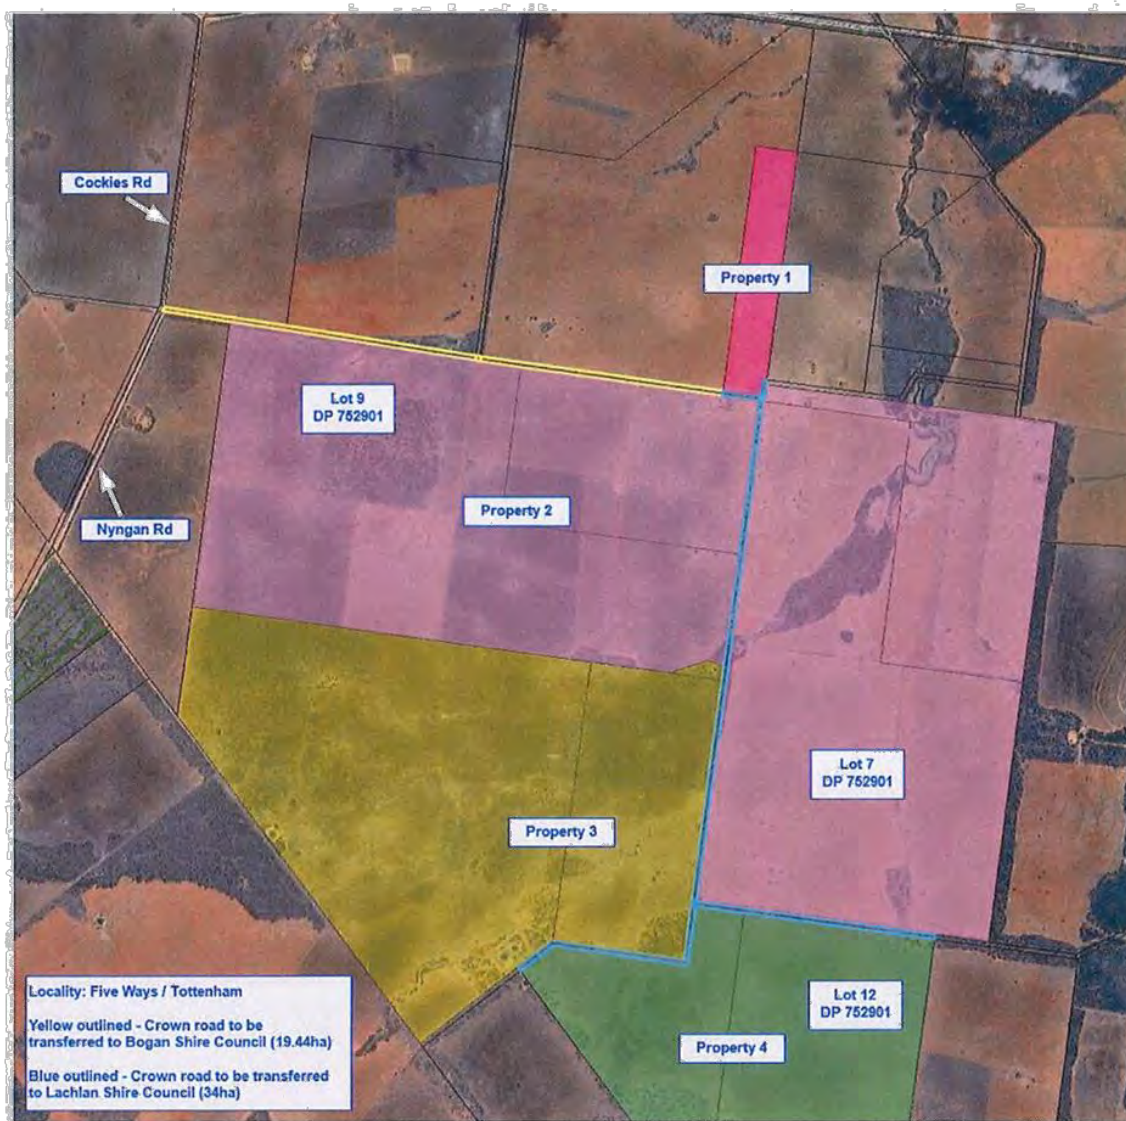 Cockies Rd
Property 1
Lot 9
DP 752901
Property 2
Nyngan Rd
Lot 7
DP 752901
Property 3
Lot 12
DP 752901
Property 4
Locality: Five Ways / Tottenham
Yellow outlined - Crown road to be
transferred to Bogan Shire Council (19.44ha)
Blue outlined - Crown road to be transferred
to Lachlan Shire Council (34ha)